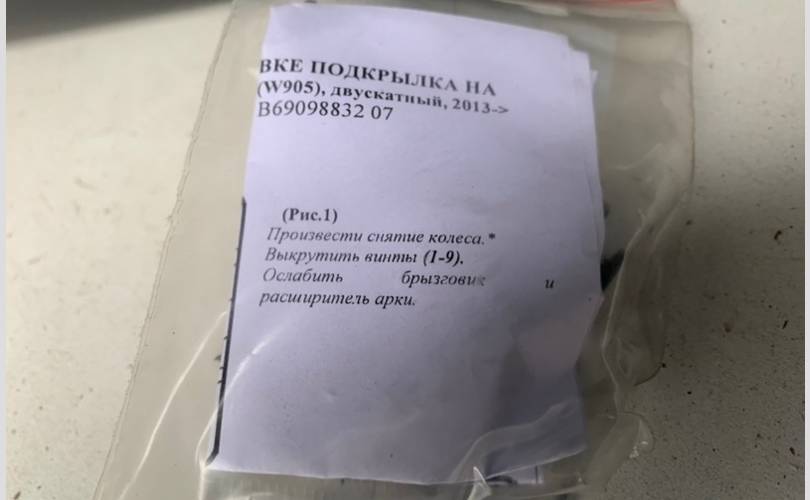 ВКЕ ПОДКРЫЛКА НА
(W905), двускатный, 2013->
B69098832 07
(Рис.1)
Произвести снятие колеса.*
Выкрутить винты (1-9).
Ослабить брызговик и
расширитель арки.